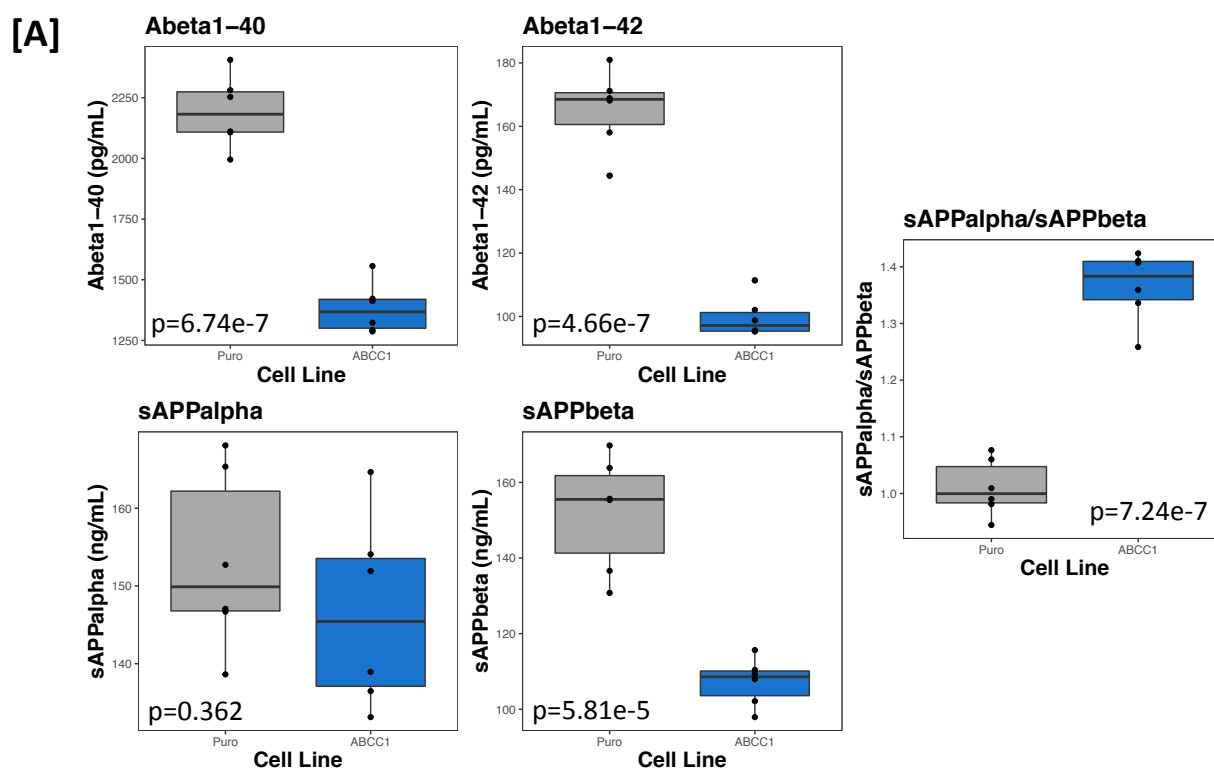 [A]
Abeta1−40
Abeta1−40 (pg/mL)
2250
2000
1750
1500
1250
p=6.74e-7
Puro
ABCC1
Cell Line
Abeta1−42
Abeta1−42 (pg/mL)
180
160
140
120
100
p=4.66e-7
Puro
ABCC1
Cell Line
sAPPalpha/sAPPbeta
sAPPalpha/sAPPbeta
1.4
1.3
1.2
1.1
1.0
p=7.24e-7
Puro
ABCC1
Cell Line
sAPPalpha
sAPPalpha (ng/mL)
160
150
140
p=0.362
Puro
ABCC1
Cell Line
sAPPbeta
sAPPbeta (ng/mL)
160
140
120
100
p=5.81e-5
Puro
ABCC1
Cell Line